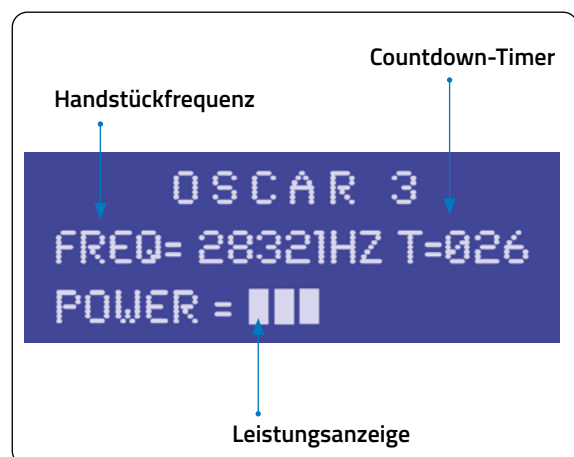 Countdown-Timer
Handstückfrequenz
OSCAR 3
FREQ= 28321HZ T=026
POWER =
Leistungsanzeige